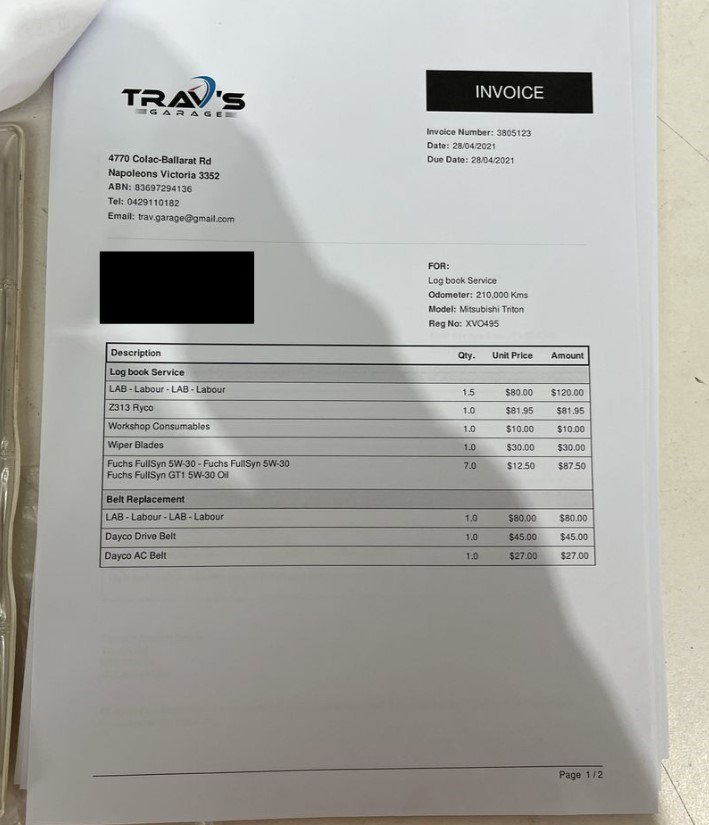 TRAV'S
GARAGE
INVOICE
Invoice Number: 3805123
Date: 28/04/2021
Due Date: 28/04/2021
4770 Colac-Ballarat Rd
Napoleons Victoria 3352
ABN: 83697294136
Tel: 0429110182
Email: trav.garage@gmail.com
FOR:
Log book Service
Odometer: 210,000 Kms
Model: Mitsubishi Triton
Reg No: XVO495
Description Qty. Unit Price Amount
Log book Service
LAB - Labour - LAB - Labour 1.5 $80.00 $120.00
Z313 Ryco 1.0 $81.95 $81.95
Workshop Consumables 1.0 $10.00 $10.00
Wiper Blades 1.0 $30.00 $30.00
Fuchs FullSyn 5W-30 - Fuchs FullSyn 5W-30 7.0 $12.50 $87.50
Fuchs FullSyn GT1 5W-30 Oil
Belt Replacement
LAB - Labour - LAB - Labour 1.0 $80.00 $80.00
Dayco Drive Belt 1.0 $45.00 $45.00
Dayco AC Belt 1.0 $27.00 $27.00
Page 1/2